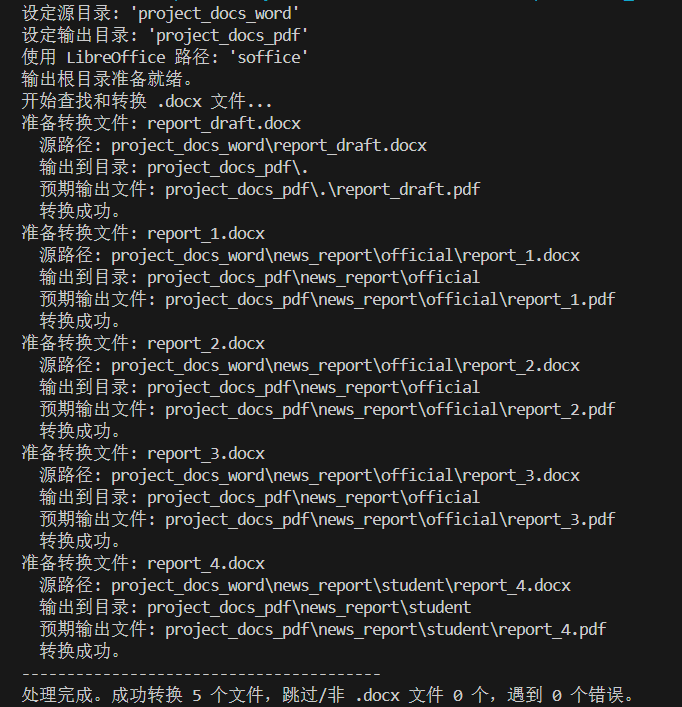 设定源目录: 'project_docs_word'
设定输出目录: 'project_docs_pdf'
使用 LibreOffice 路径: 'soffice'
输出根目录准备就绪。
开始查找和转换 .docx 文件...
准备转换文件: report_draft.docx
  源路径: project_docs_word\report_draft.docx
  输出到目录: project_docs_pdf\.
  预期输出文件: project_docs_pdf\.\report_draft.pdf
  转换成功。
准备转换文件: report_1.docx
  源路径: project_docs_word\news_report\official\report_1.docx
  输出到目录: project_docs_pdf\news_report\official
  预期输出文件: project_docs_pdf\news_report\official\report_1.pdf
  转换成功。
准备转换文件: report_2.docx
  源路径: project_docs_word\news_report\official\report_2.docx
  输出到目录: project_docs_pdf\news_report\official
  预期输出文件: project_docs_pdf\news_report\official\report_2.pdf
  转换成功。
准备转换文件: report_3.docx
  源路径: project_docs_word\news_report\official\report_3.docx
  输出到目录: project_docs_pdf\news_report\official
  预期输出文件: project_docs_pdf\news_report\official\report_3.pdf
  转换成功。
准备转换文件: report_4.docx
  源路径: project_docs_word\news_report\student\report_4.docx
  输出到目录: project_docs_pdf\news_report\student
  预期输出文件: project_docs_pdf\news_report\student\report_4.pdf
  转换成功。
----------------------------------------
处理完成。成功转换 5 个文件，跳过/非 .docx 文件 0 个，遇到 0 个错误。